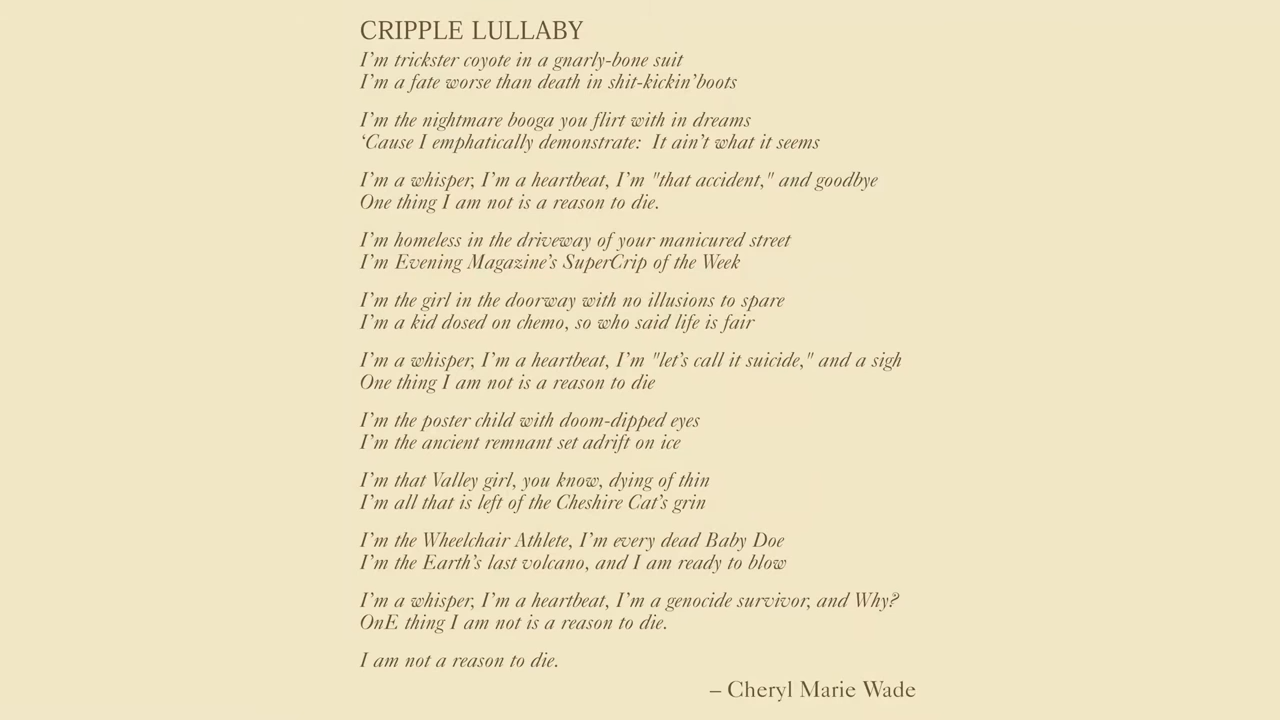 CRIPPLE LULLABY
I'm trickster coyote in a gnarly-bone suit
I'm a fate worse than death in shit-kickin'boots
I'm the nightmare booga you flirt with in dreams
‘Cause I emphatically demonstrate:  It ain't what it seems
I'm a whisper, I'm a heartbeat, I'm "that accident," and goodbye
One thing I am not is a reason to die.
I'm homeless in the driveway of your manicured street
I'm Evening Magazine's SuperCrip of the Week
I'm the girl in the doorway with no illusions to spare
I'm a kid dosed on chemo, so who said life is fair
I'm a whisper, I'm a heartbeat, I'm "let's call it suicide," and a sigh
One thing I am not is a reason to die
I'm the poster child with doom-dipped eyes
I'm the ancient remnant set adrift on ice
I'm that Valley girl, you know, dying of thin
I'm all that is left of the Cheshire Cat's grin
I'm the Wheelchair Athlete, I'm every dead Baby Doe
I'm the Earth's last volcano, and I am ready to blow
I'm a whisper, I'm a heartbeat, I'm a genocide survivor, and Why?
OnE thing I am not is a reason to die.
I am not a reason to die.
– Cheryl Marie Wade